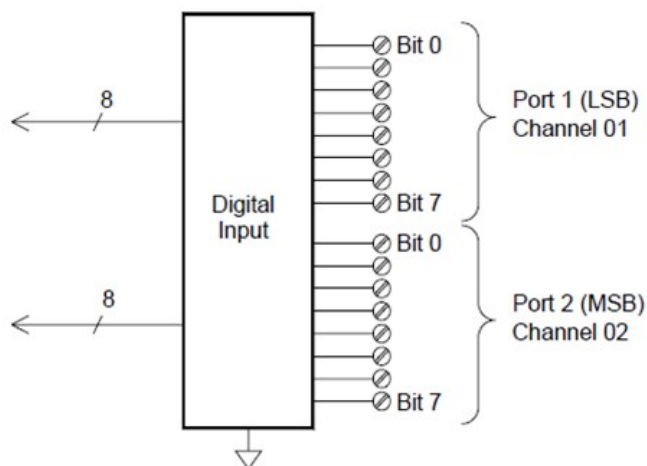 8
Bit 0
Port 1 (LSB)
Channel 01
Bit 7
Digital
Input
Bit 0
8
Port 2 (MSB)
Channel 02
Bit 7